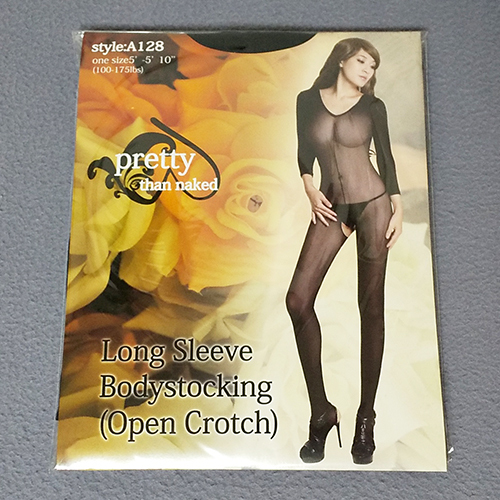 style:A128
one size5' -5' 10"
(100-175lbs)
pretty
than naked
Long Sleeve
Bodystocking
(Open Crotch)